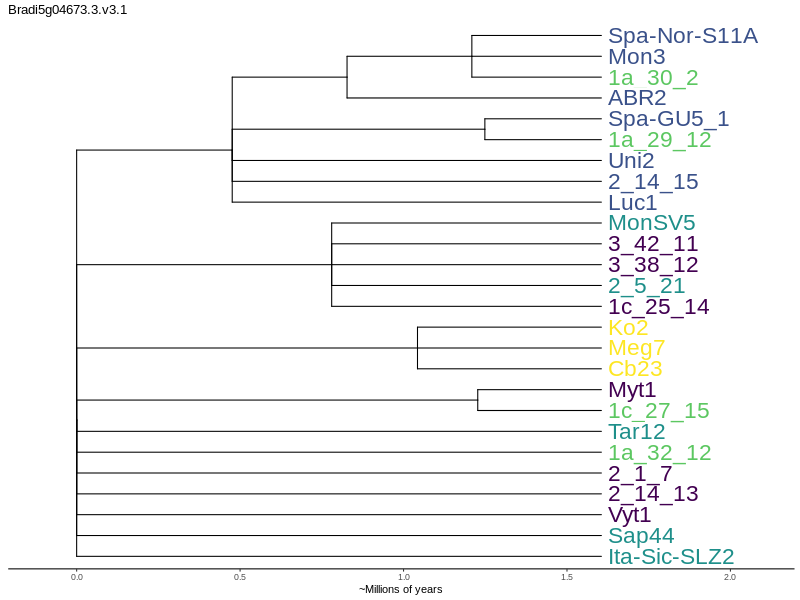 Bradi5g04673.3.v3.1
Spa-Nor-S11A
Mon3
1a_30_2
ABR2
Spa-GU5_1
1a_29_12
Uni2
2_14_15
Luc1
MonSV5
3_42_11
3_38_12
2_5_21
1c_25_14
Ko2
Meg7
Cb23
Myt1
1c_27_15
Tar12
1a_32_12
2_1_7
2_14_13
Vyt1
Sap44
Ita-Sic-SLZ2
0.0 0.5 1.0 1.5 2.0
~Millions of years